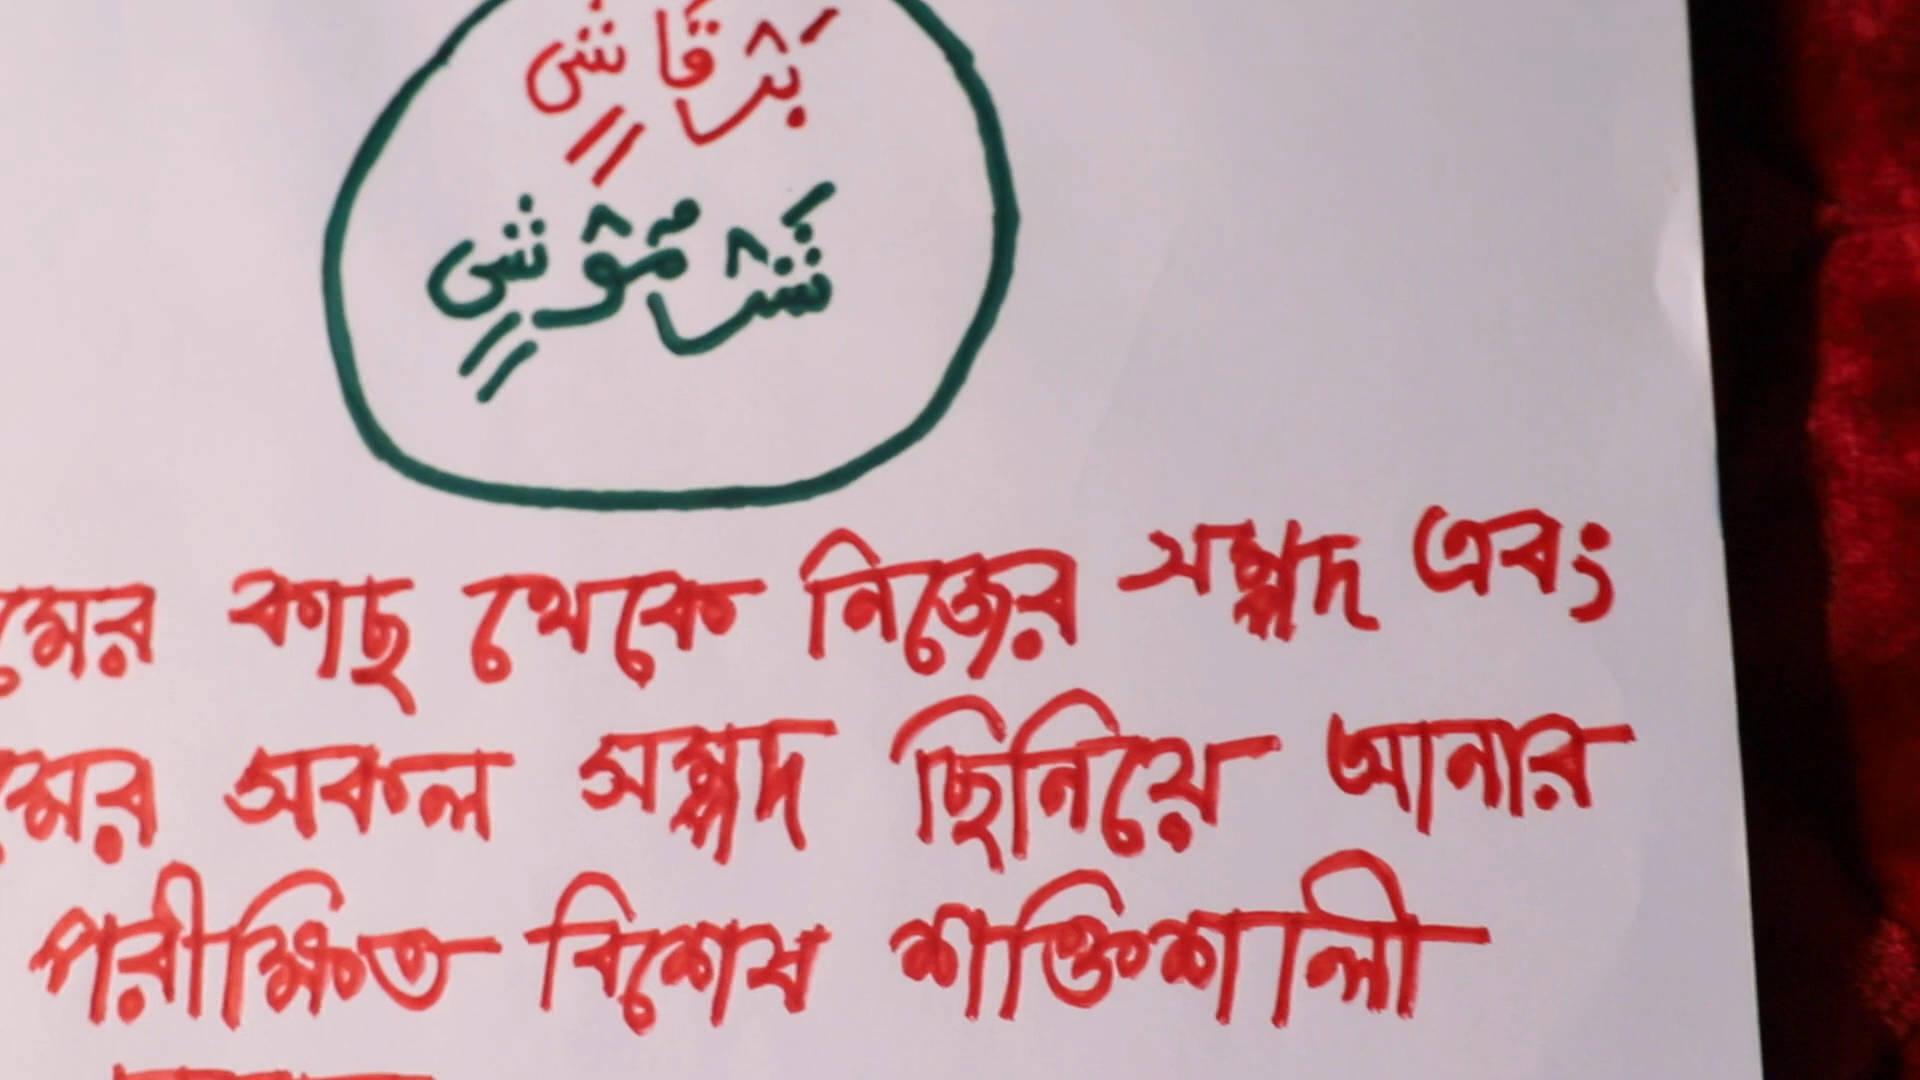 بَرْقَاشٍ
شَرْمُوْشٍ
কাছ থেকে নিজের সম্পদ এবং
অকল সম্পদ ছিনিয়ে আনার
পরীক্ষিত বিশেষ শক্তিশালী